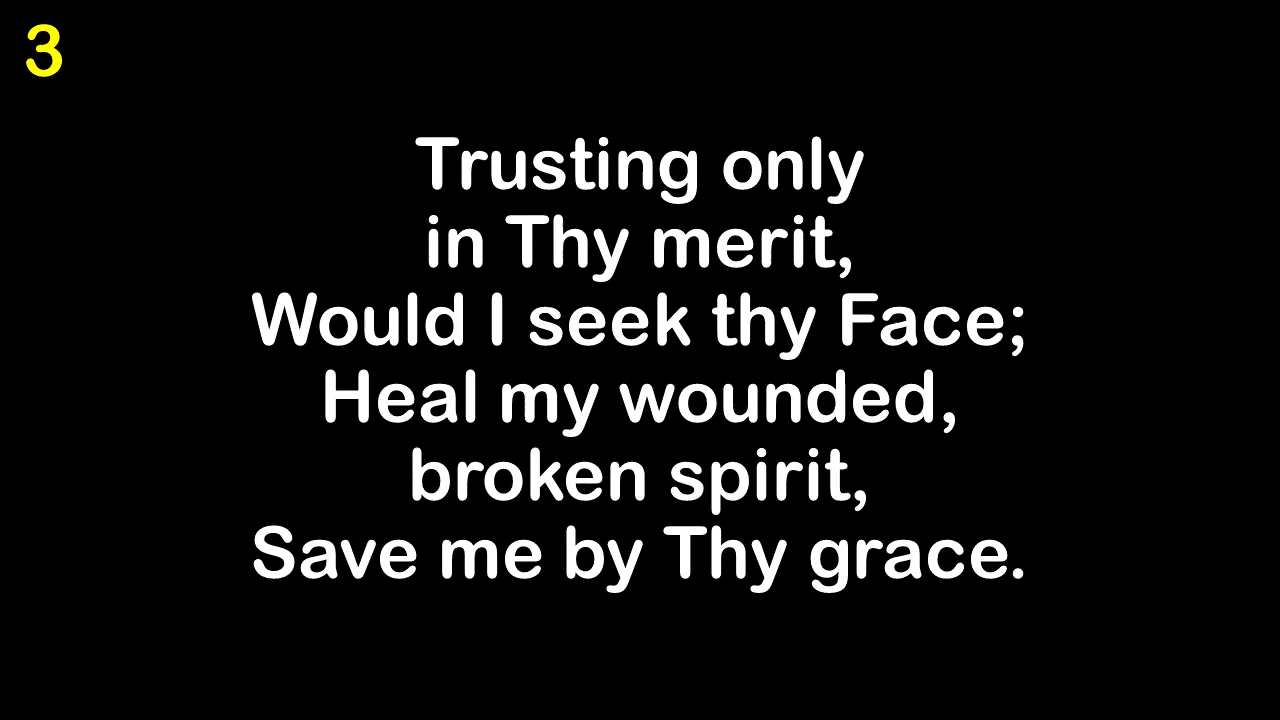 3
Trusting only
in Thy merit,
Would I seek thy Face;
Heal my wounded,
broken spirit,
Save me by Thy grace.